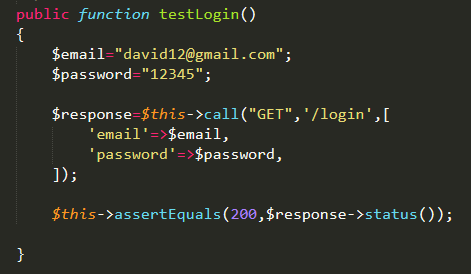 public function testLogin()
{
$email="david12@gmail.com";
$password="12345";
$response=$this->call("GET",'/login',[
'email'=>$email,
'password'=>$password,
]);
$this->assertEquals(200,$response->status());
}